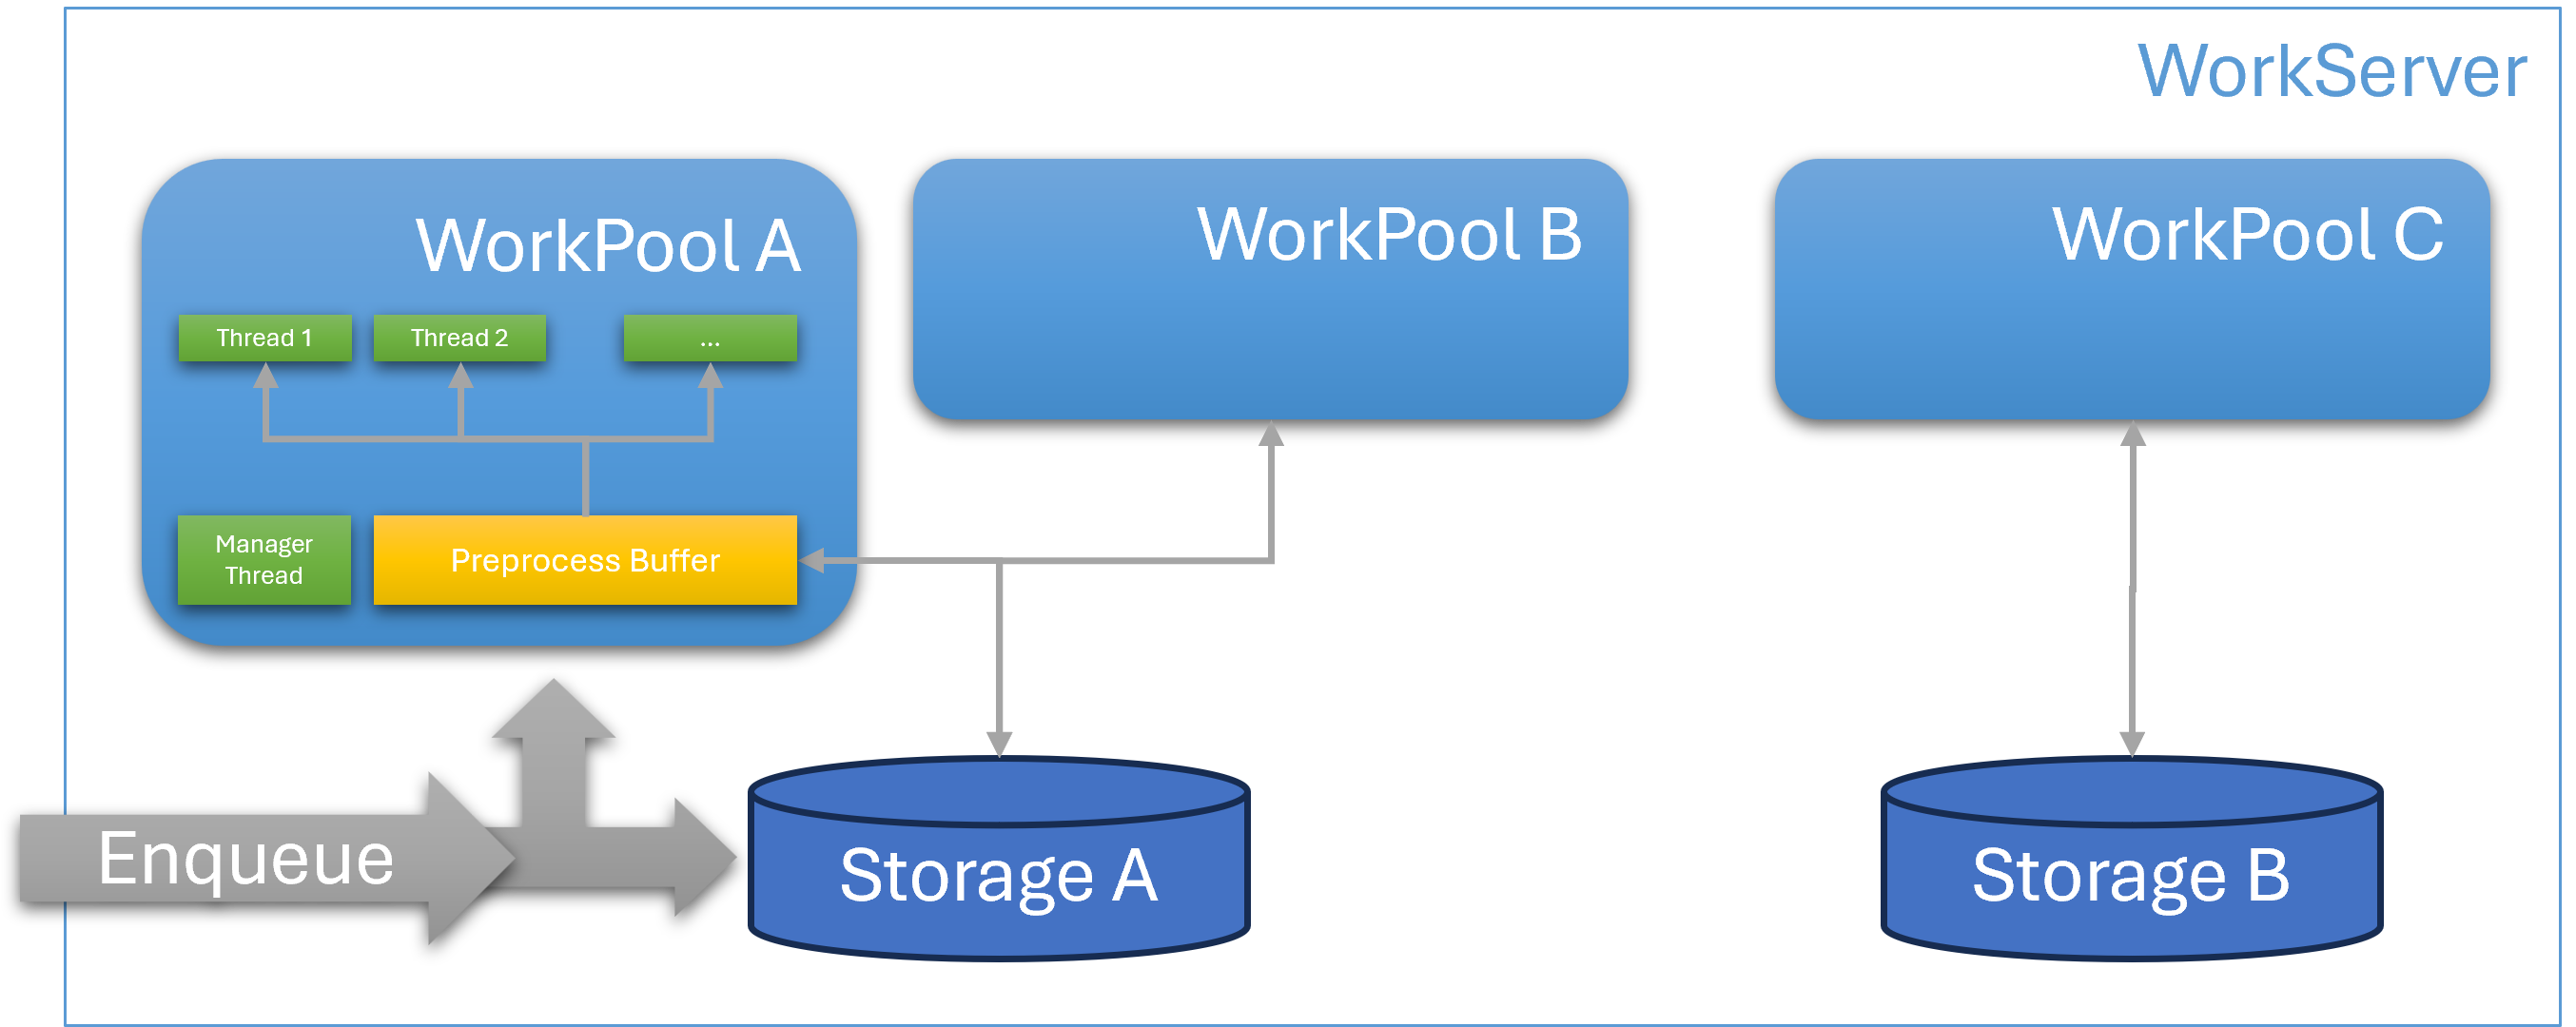 WorkServer
WorkPool A
WorkPool B
WorkPool C
Thread 1
Thread 2
...
Manager
Thread
Preprocess Buffer
Enqueue
Storage A
Storage B